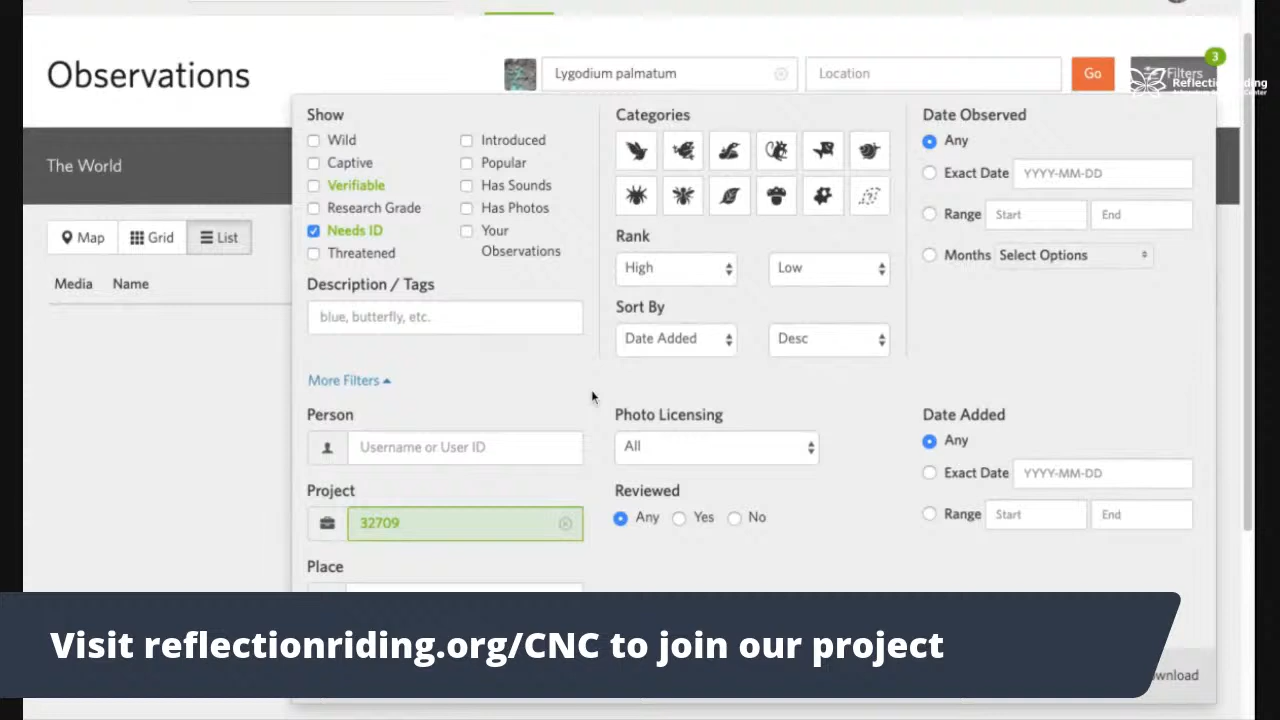 Observations
Lygodium palmatum
Location
Go
Filters
3
Reflection Riding
The World
Map
Grid
List
Media
Name
Show
Wild
Captive
Verifiable
Research Grade
Needs ID
Threatened
Introduced
Popular
Has Sounds
Has Photos
Your
Observations
Description / Tags
blue, butterfly, etc.
Categories
Rank
High
Low
Sort By
Date Added
Desc
Date Observed
Any
Exact Date
YYYY-MM-DD
Range
Start
End
Months
Select Options
More Filters
Person
Username or User ID
Project
32709
Place
Photo Licensing
All
Reviewed
Any
Yes
No
Date Added
Any
Exact Date
YYYY-MM-DD
Range
Start
End
wnload
Visit reflectionriding.org/CNC to join our project